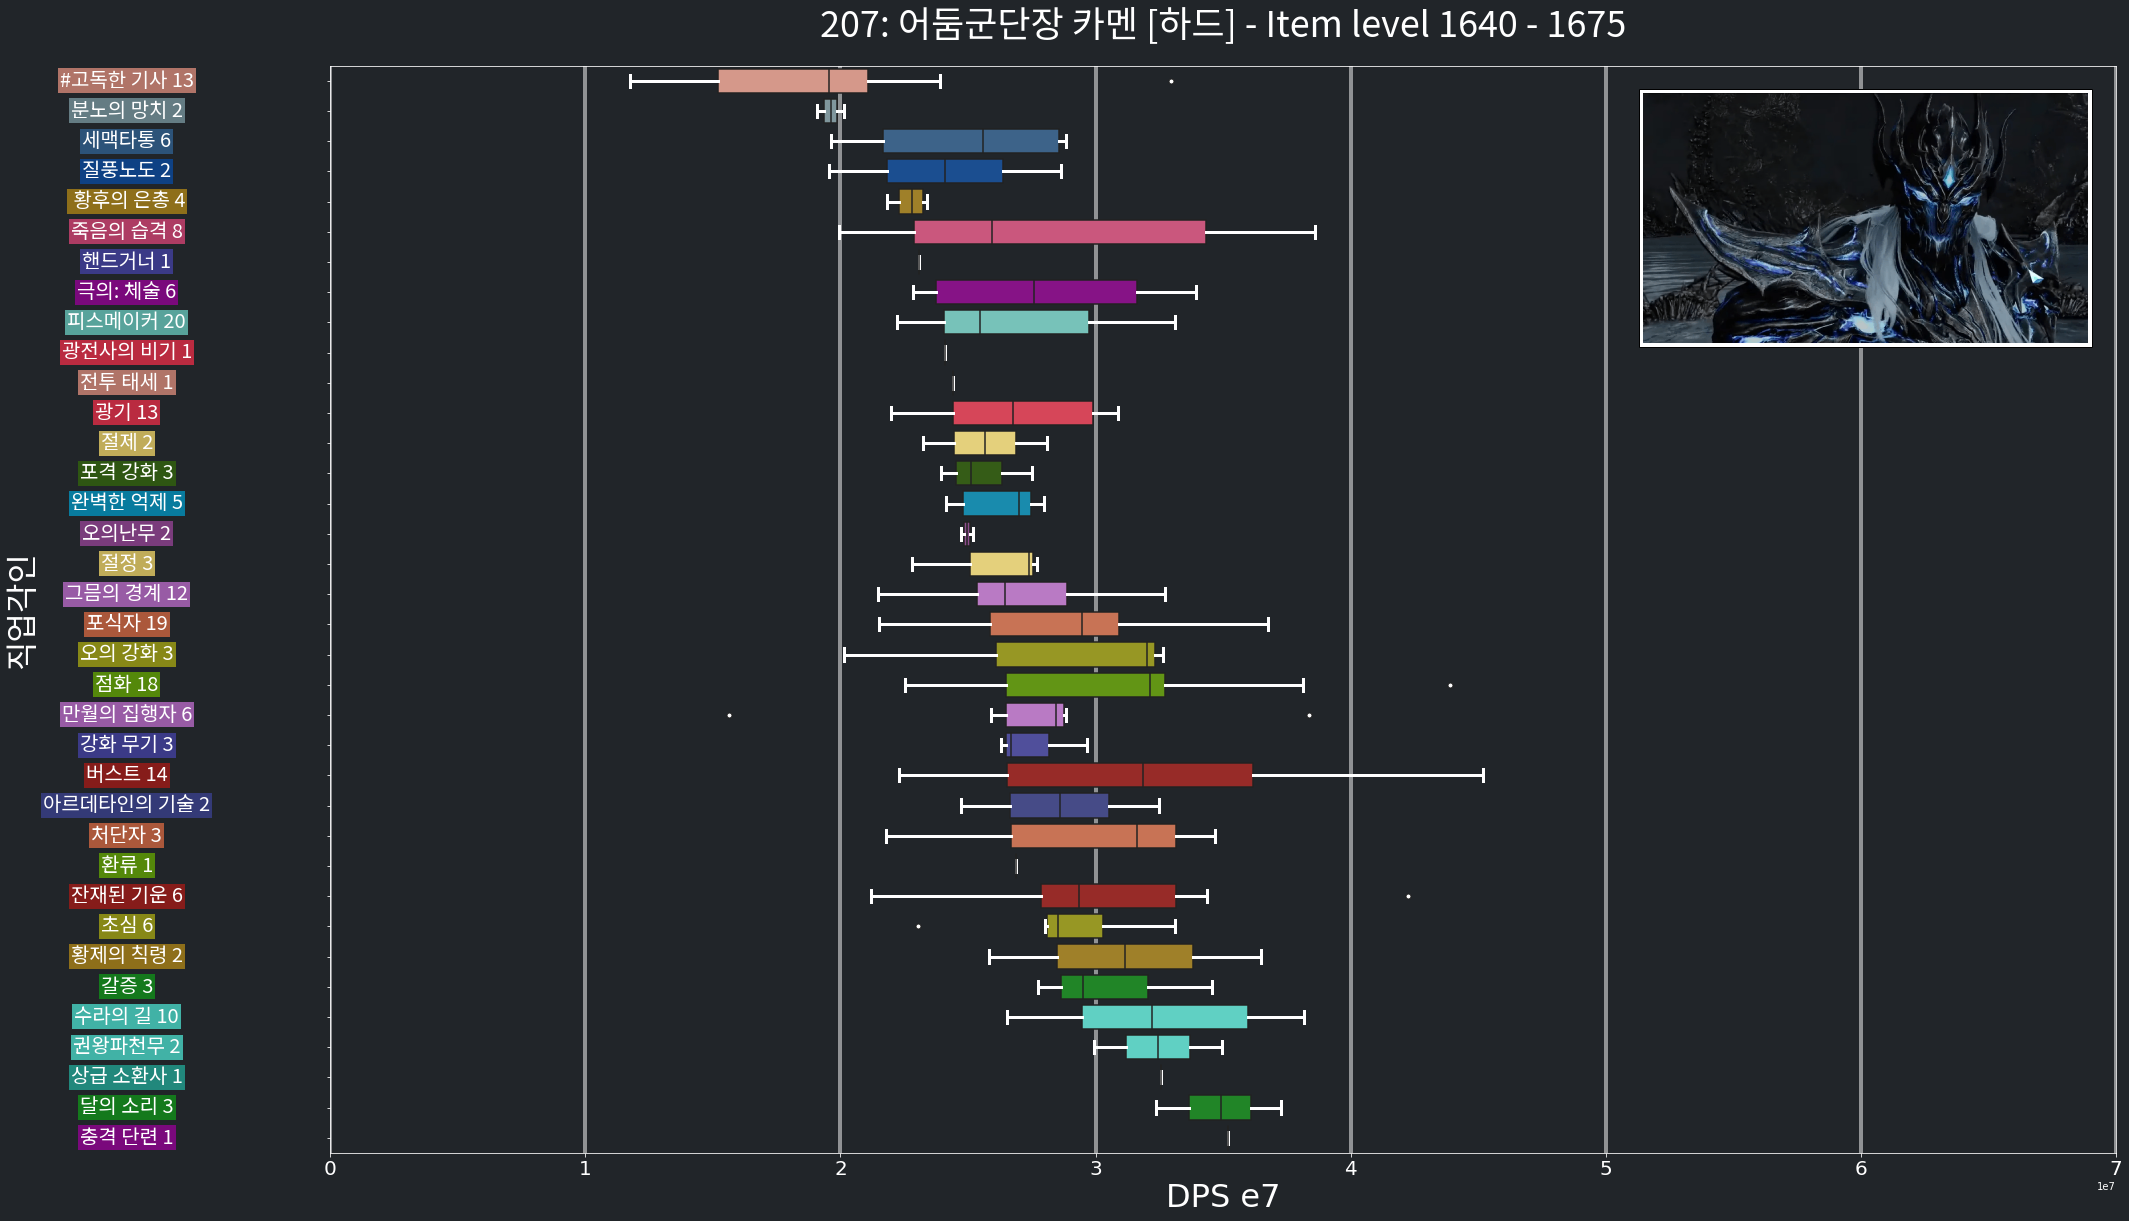 207: 어둠군단장 카멘 [하드] - Item level 1640 - 1675
#고독한 기사 13
분노의 망치 2
세맥타통 6
질풍노도 2
황후의 은총 4
죽음의 습격 8
핸드거너 1
극의: 체술 6
피스메이커 20
광전사의 비기 1
전투 태세 1
광기 13
절제 2
포격 강화 3
완벽한 억제 5
오의난무 2
절정 3
그믐의 경계 12
포식자 19
오의 강화 3
점화 18
만월의 집행자 6
강화 무기 3
버스트 14
아르데타인의 기술 2
처단자 3
환류 1
잔재된 기운 6
초심 6
황제의 칙령 2
갈증 3
수라의 길 10
권왕파천무 2
상급 소환사 1
달의 소리 3
충격 단련 1
직업각인
0 1 2 3 4 5 6 7
1e7
DPS e7